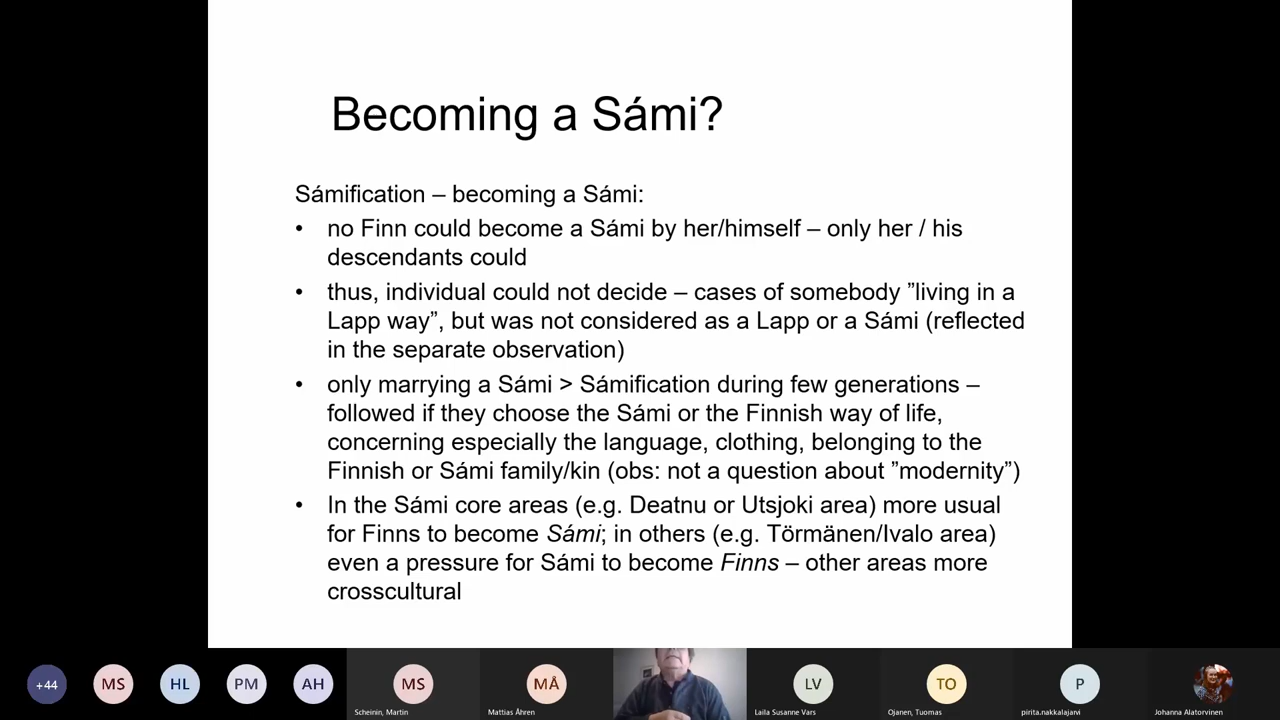 Becoming a Sámi?
Sámification – becoming a Sámi:
• no Finn could become a Sámi by her/himself – only her / his
descendants could
• thus, individual could not decide – cases of somebody ”living in a
Lapp way”, but was not considered as a Lapp or a Sámi (reflected
in the separate observation)
• only marrying a Sámi > Sámification during few generations –
followed if they choose the Sámi or the Finnish way of life,
concerning especially the language, clothing, belonging to the
Finnish or Sámi family/kin (obs: not a question about ”modernity”)
• In the Sámi core areas (e.g. Deatnu or Utsjoki area) more usual
for Finns to become Sámi; in others (e.g. Törmänen/Ivalo area)
even a pressure for Sámi to become Finns – other areas more
crosscultural
+44 MS HL PM AH MS MÅ LV TO P
Scheinin, Martin Mattias Åhren Laila Susanne Vars Ojanen, Tuomas pirita.nakkalajarvi Johanna Alatorvinen